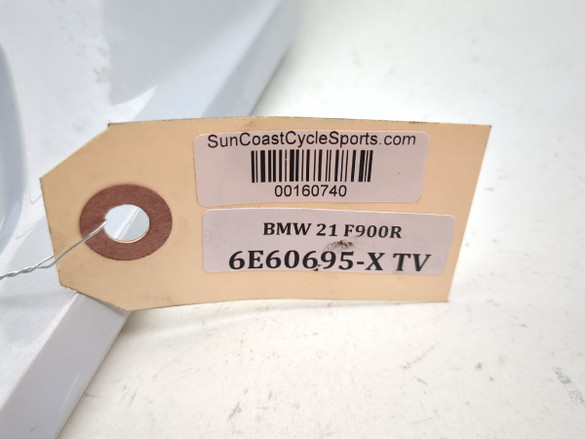 SunCoastCycleSports.com
00160740
BMW 21 F900R
6E60695-X TV